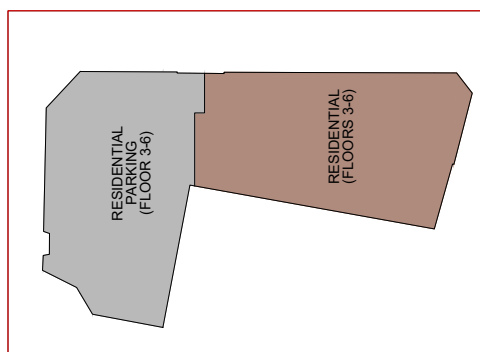 RESIDENTIAL
PARKING
(FLOOR 3-6)
RESIDENTIAL
(FLOORS 3-6)